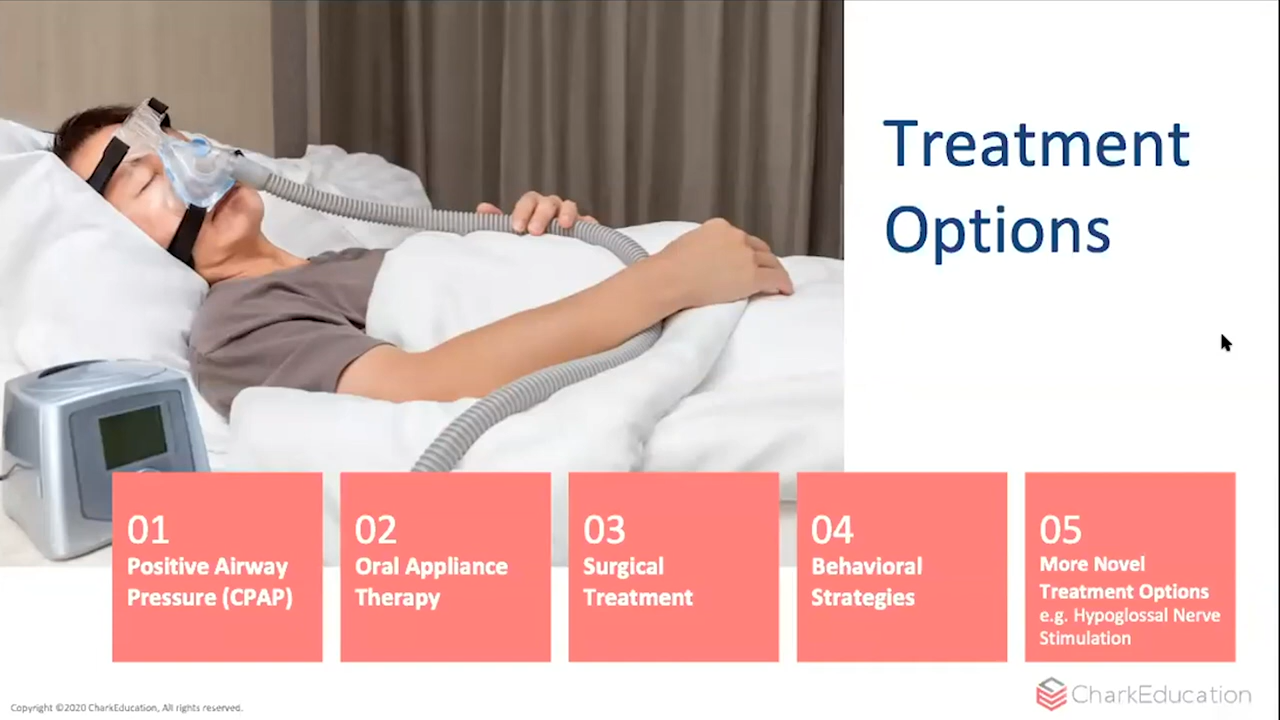 Treatment
Options
01
Positive Airway
Pressure (CPAP)
02
Oral Appliance
Therapy
03
Surgical
Treatment
04
Behavioral
Strategies
05
More Novel
Treatment Options
e.g. Hypoglossal Nerve
Stimulation
Copyright ©2020 CharkEducation, All rights reserved.
CharkEducation